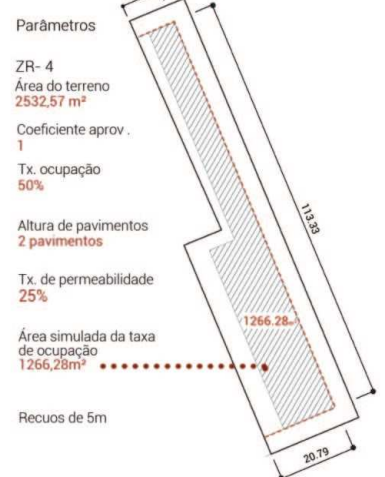 Parâmetros
ZR- 4
Área do terreno
2532,57 m²
Coeficiente aprov .
1
Tx. ocupação
50%
Altura de pavimentos
2 pavimentos
Tx. de permeabilidade
25%
Área simulada da taxa
de ocupação
1266,28m²
Recuos de 5m
113.33
1266.28m²
20.79